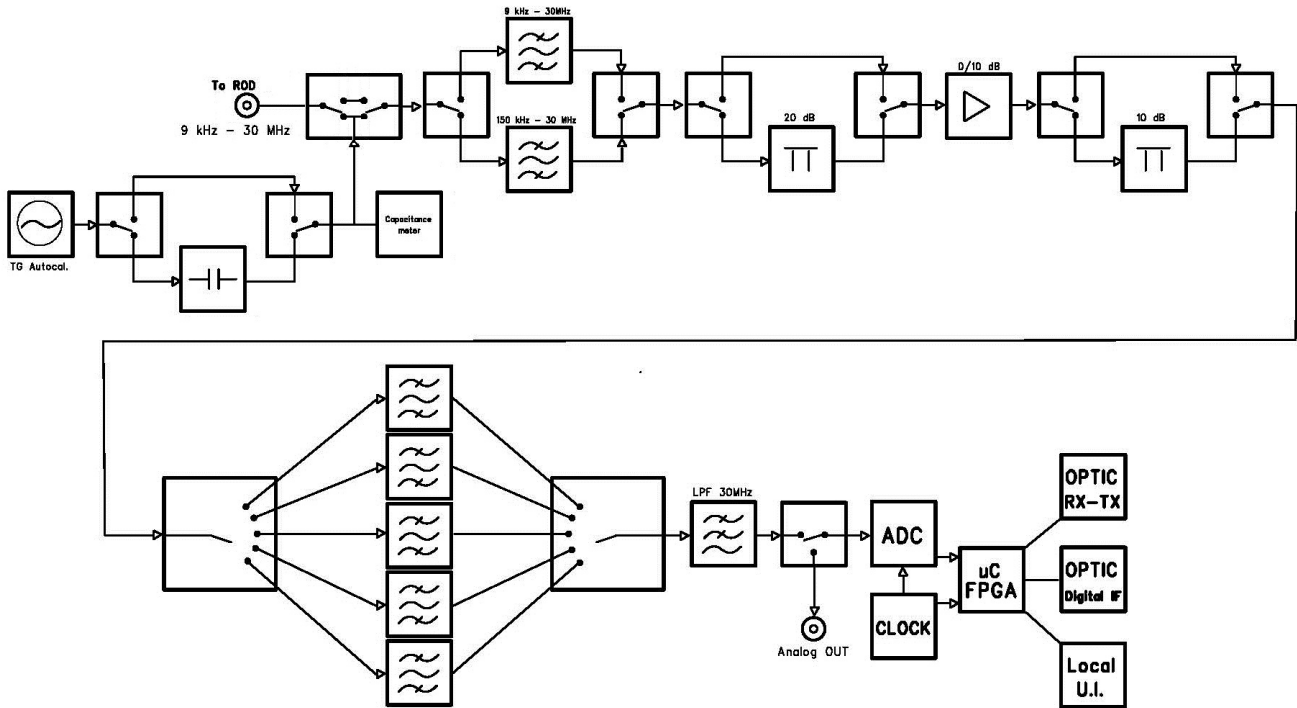 9 kHz - 30MHz
To ROD
9 kHz - 30 MHz
150 kHz - 30 MHz
20 dB
0/10 dB
10 dB
TG Autocal.
Capacitance
meter
LPF 30MHz
ADC
CLOCK
Analog OUT
uC
FPGA
OPTIC
RX-TX
OPTIC
Digital IF
Local
U.I.